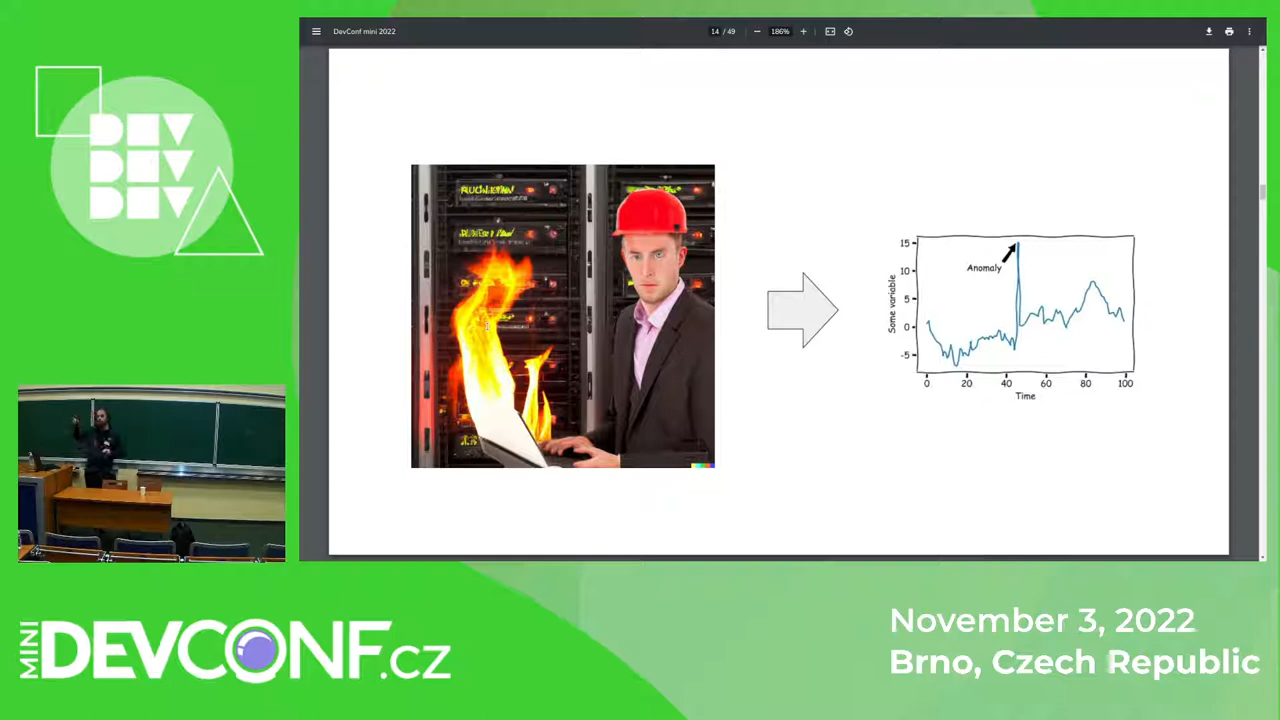 DevConf mini 2022
14 / 49
186%
DEV
DEV
DEV
15
10
5
0
-5
Some variable
Anomaly
0
20
40
60
80
100
Time
MINI
DEVCONF.cz
November 3, 2022
Brno, Czech Republic